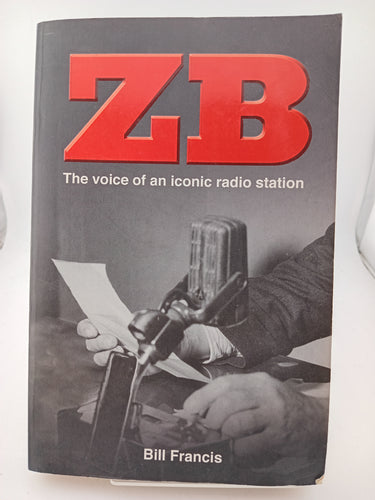 ZB
The voice of an iconic radio station
Bill Francis